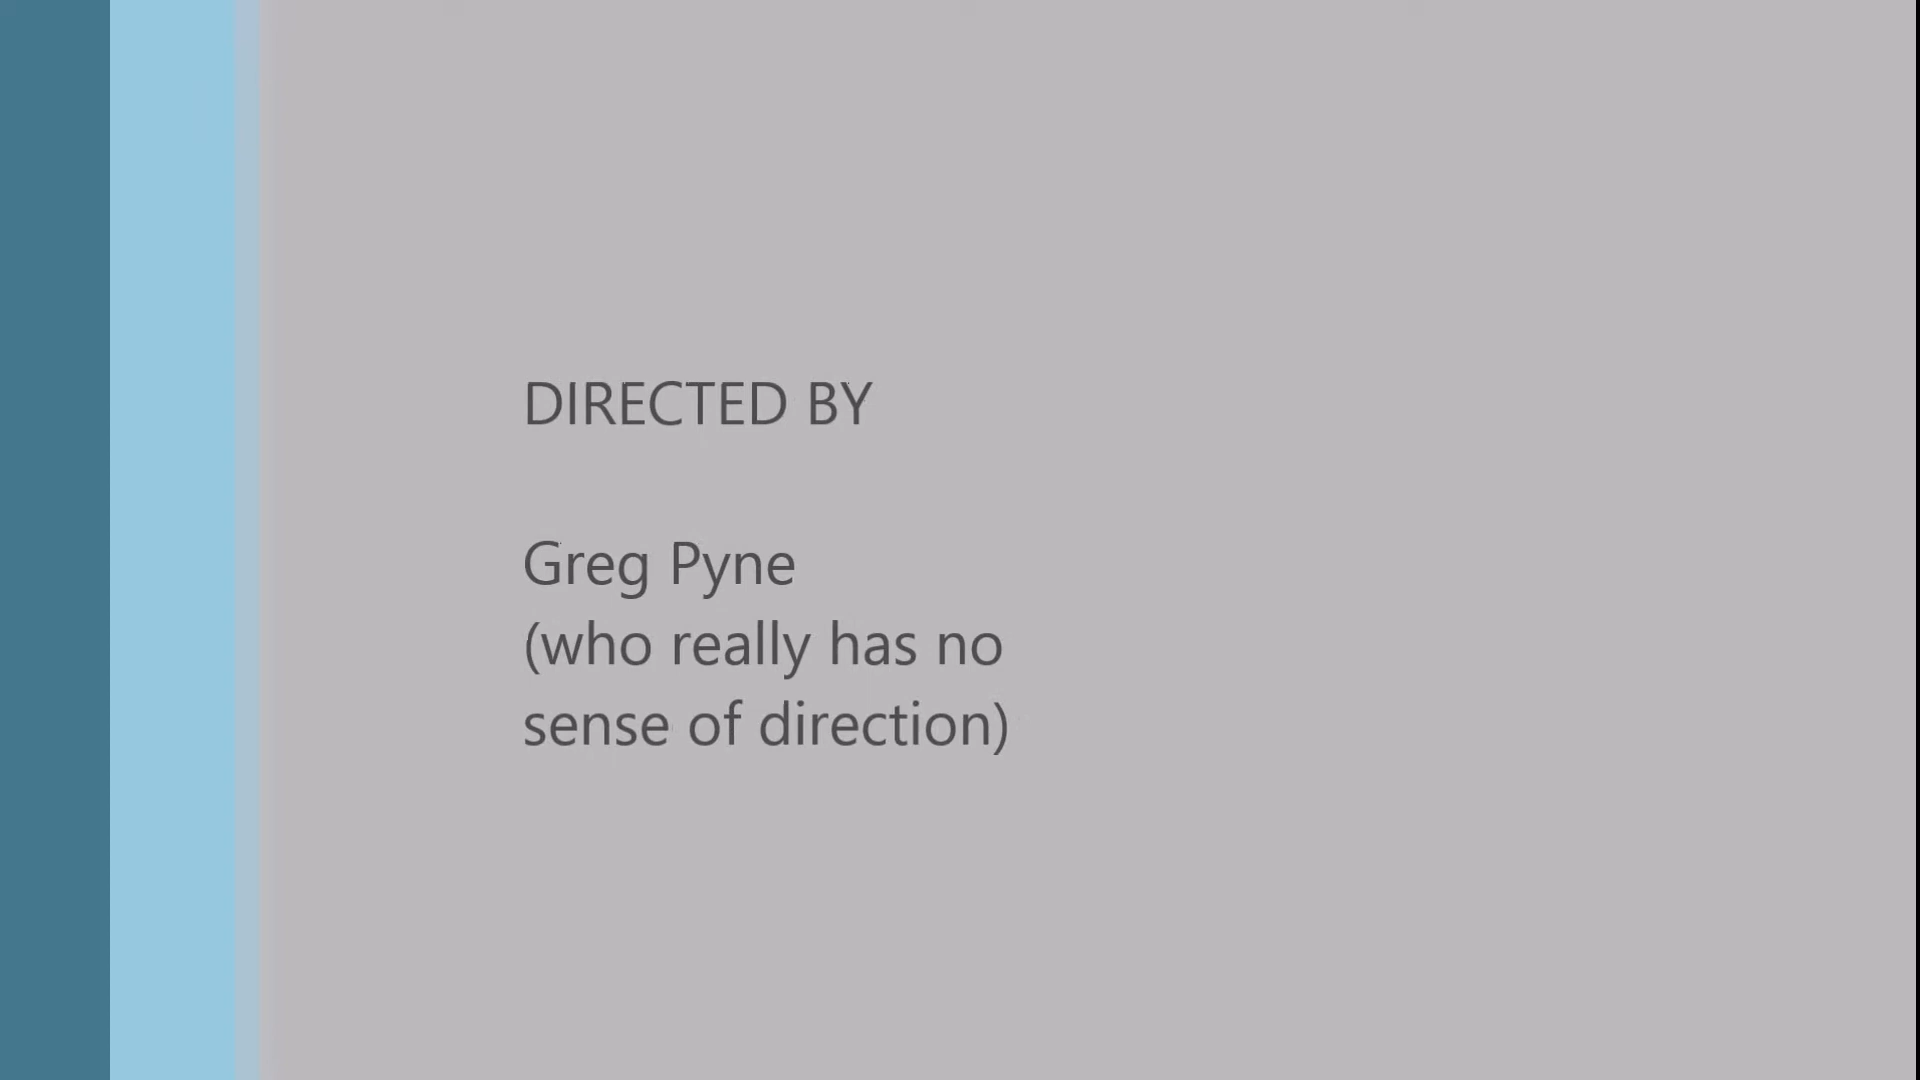 DIRECTED BY
Greg Pyne
(who really has no
sense of direction)